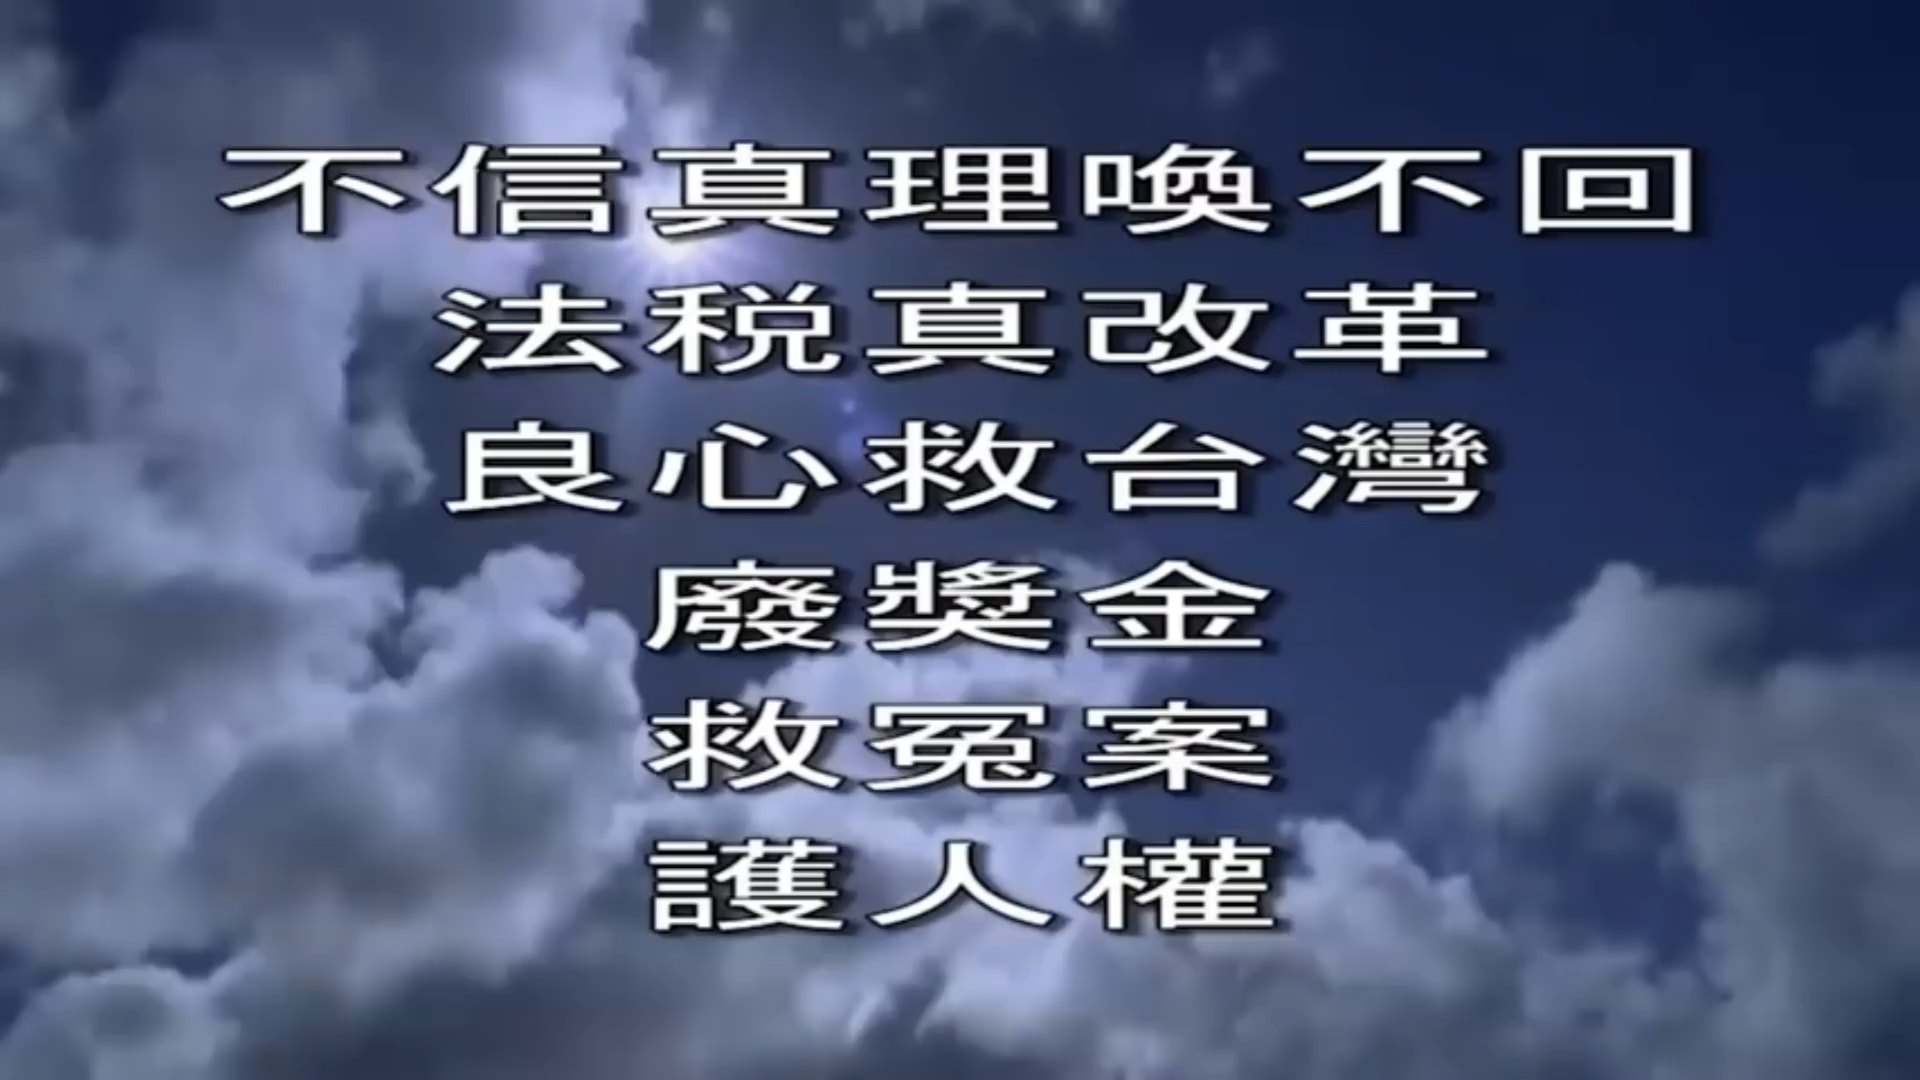 不信真理喚不回
法税真改革
良心救台灣
廢獎金
救冤案
護人權